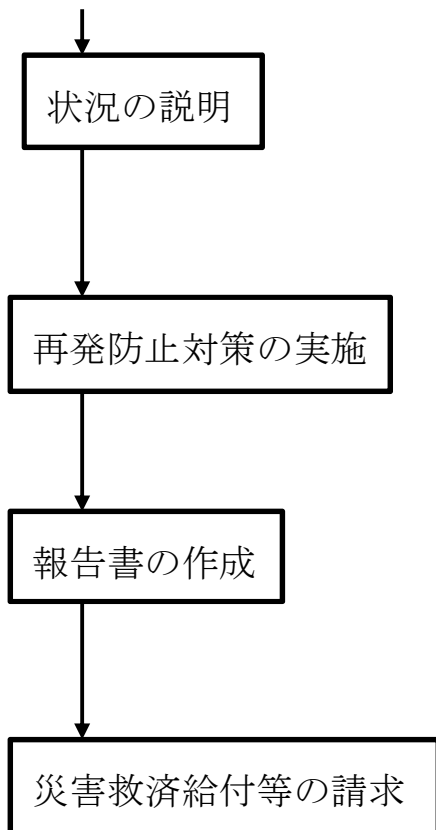 状況の説明
再発防止対策の実施
報告書の作成
災害救済給付等の請求